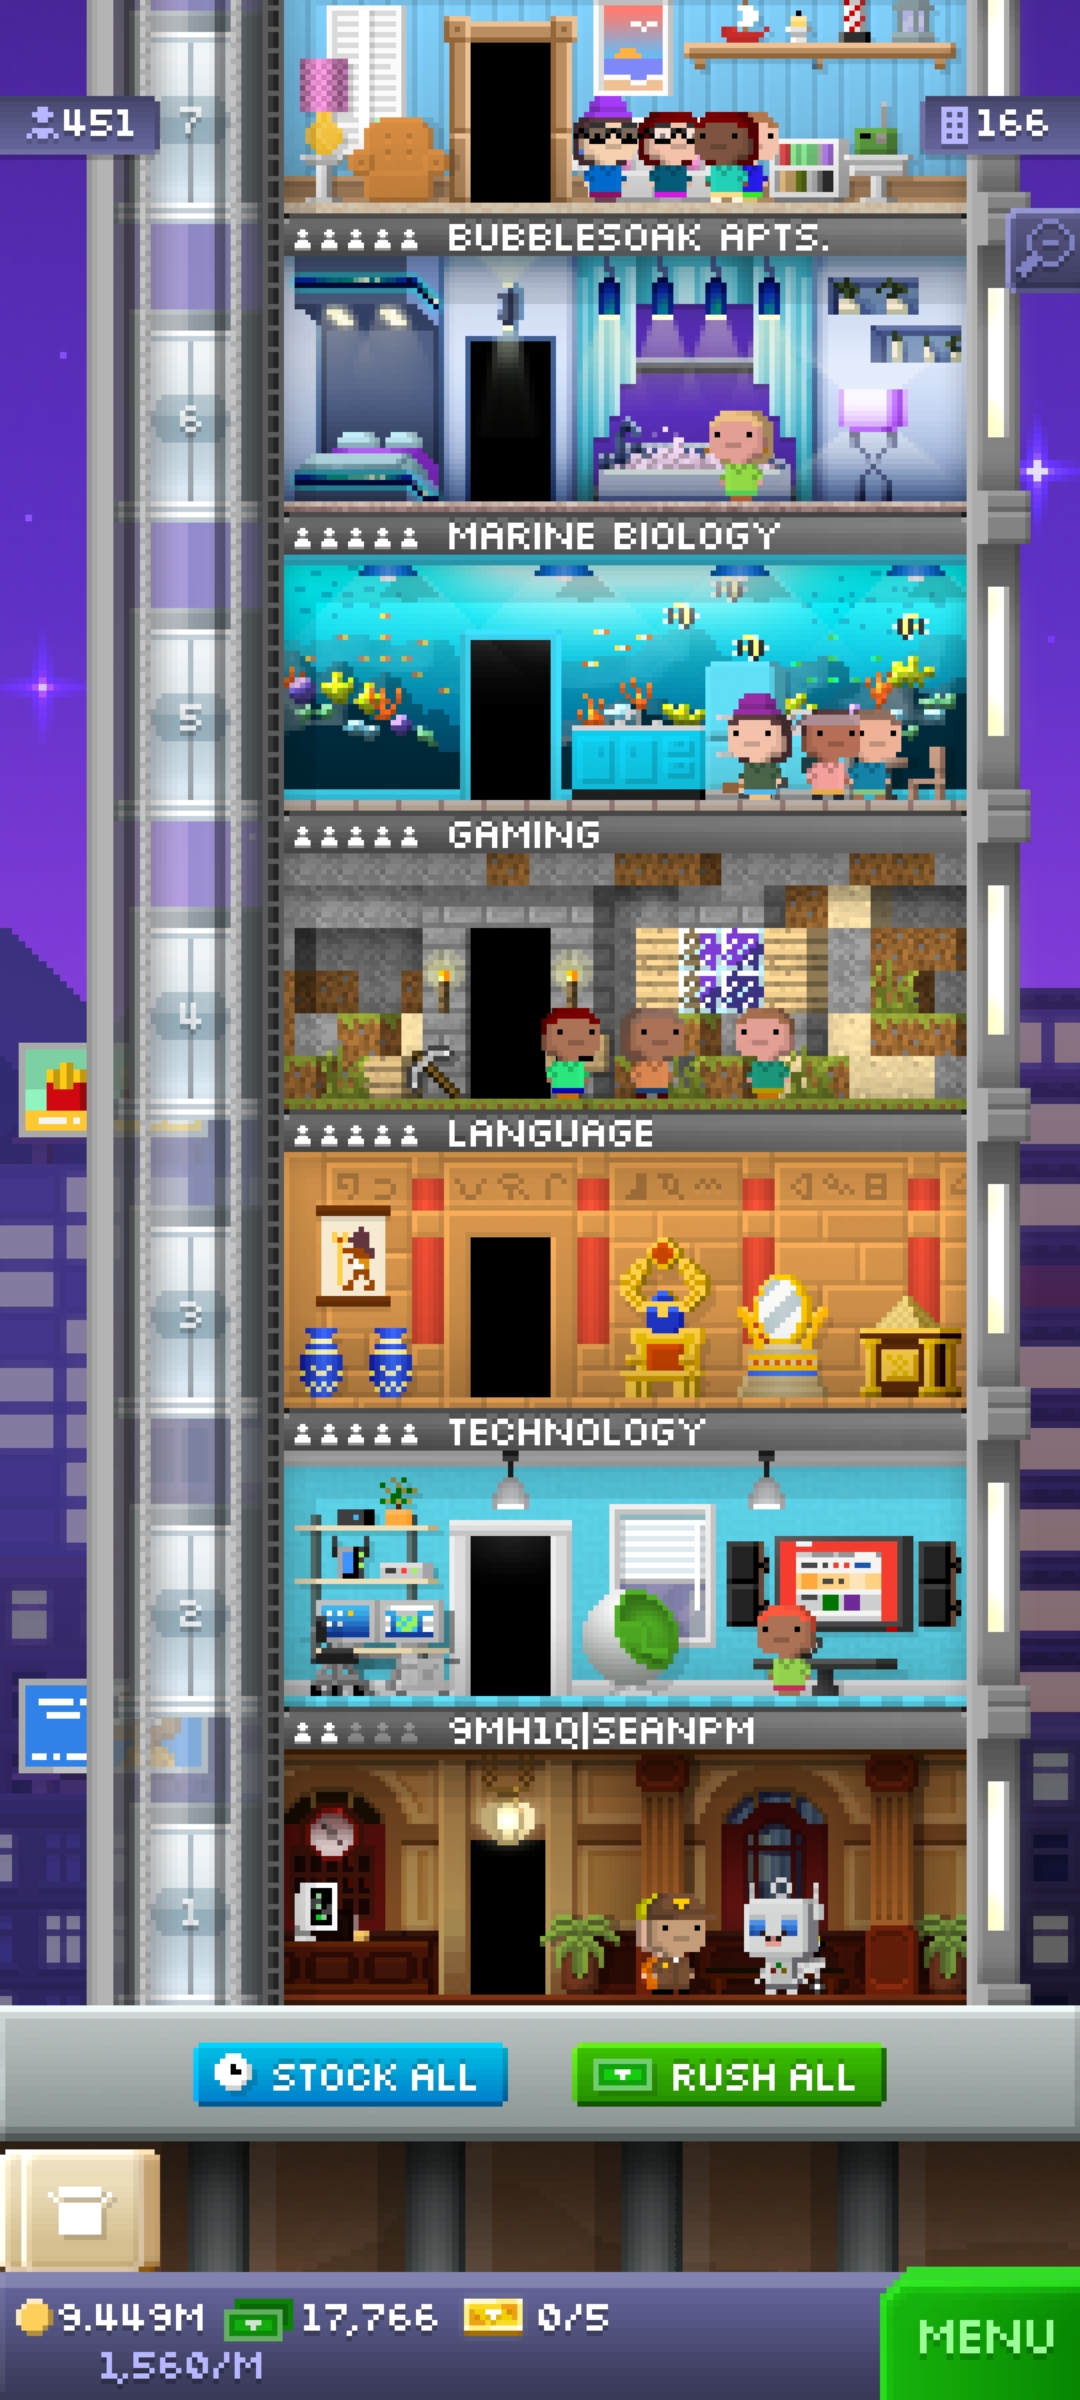 451
7
166
BUBBLESOAK APTS.
6
MARINE BIOLOGY
5
GAMING
4
LANGUAGE
3
TECHNOLOGY
2
9MH1Q|SEANPM
1
STOCK ALL
RUSH ALL
9.449M
17,766
0/5
1,560/M
MENU